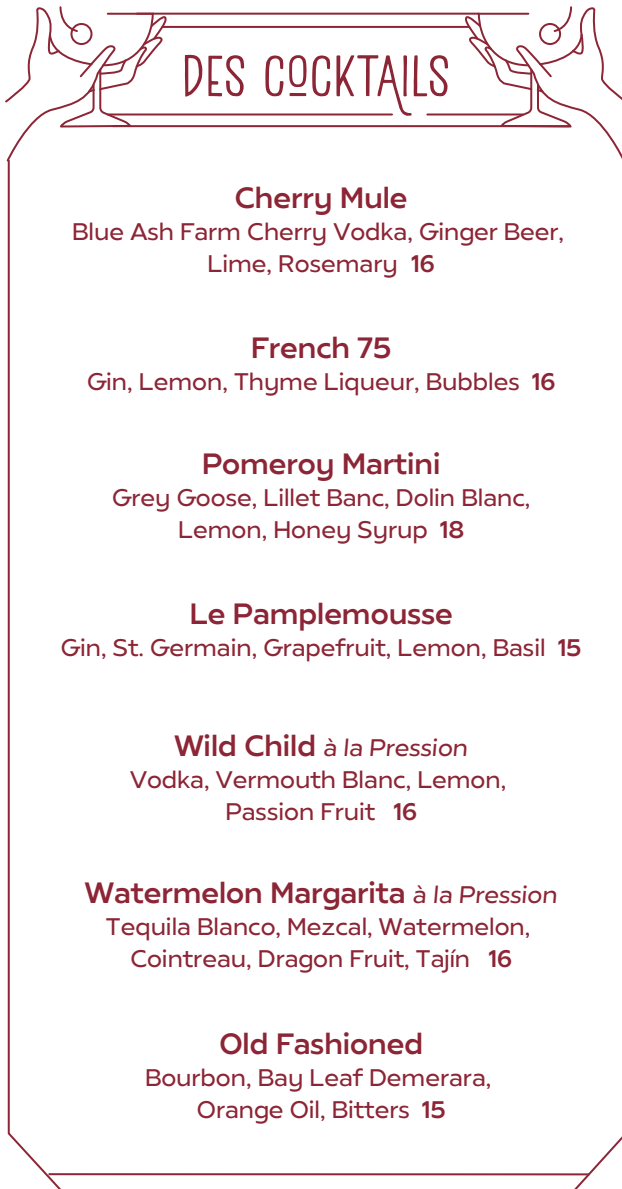 DES COCKTAILS
Cherry Mule
Blue Ash Farm Cherry Vodka, Ginger Beer,
Lime, Rosemary 16
French 75
Gin, Lemon, Thyme Liqueur, Bubbles 16
Pomeroy Martini
Grey Goose, Lillet Banc, Dolin Blanc,
Lemon, Honey Syrup 18
Le Pamplemousse
Gin, St. Germain, Grapefruit, Lemon, Basil 15
Wild Child à la Pression
Vodka, Vermouth Blanc, Lemon,
Passion Fruit 16
Watermelon Margarita à la Pression
Tequila Blanco, Mezcal, Watermelon,
Cointreau, Dragon Fruit, Tajín 16
Old Fashioned
Bourbon, Bay Leaf Demerara,
Orange Oil, Bitters 15